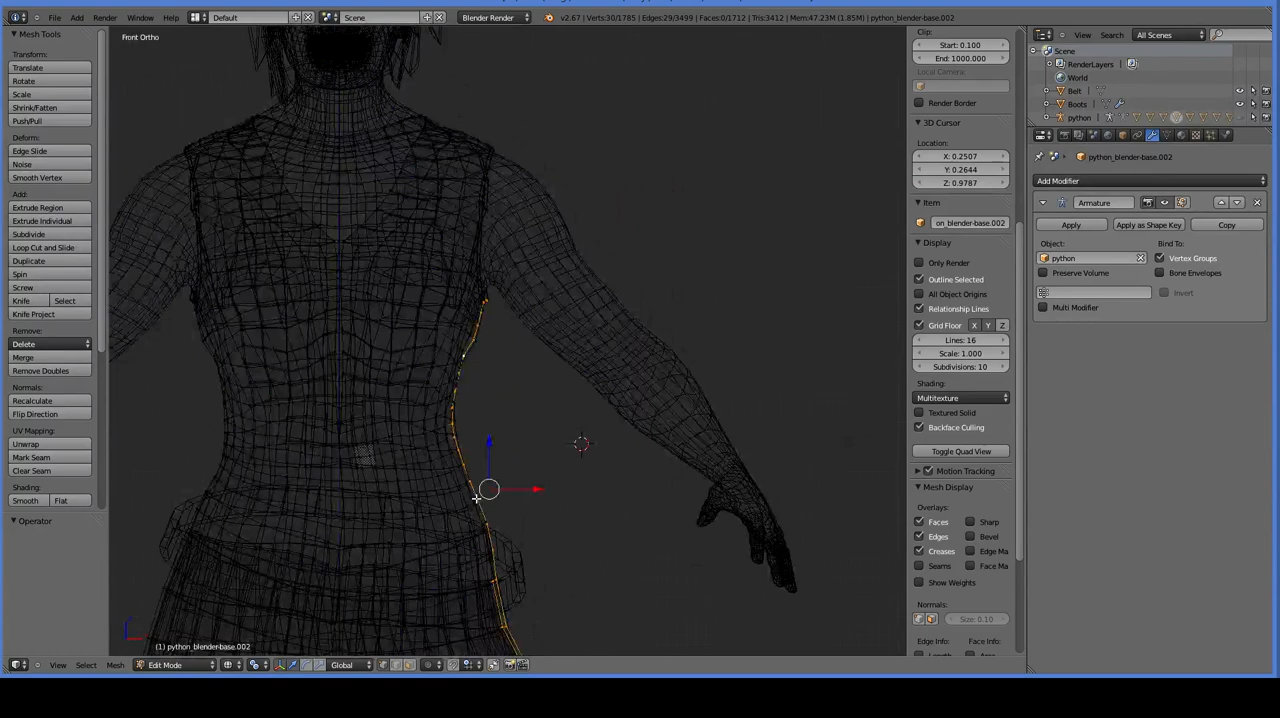 File Add Render Window Help Default Scene Blender Render v2.67 | Verts:30/1785 | Edges:29/3499 | Faces:0/1712 | Tris:3412 | Mem:47.23M (1.85M) | python_blender-base.002
Mesh Tools
Transform:
Translate
Rotate
Scale
Shrink/Fatten
Push/Pull
Deform:
Edge Slide
Noise
Smooth Vertex
Add:
Extrude Region
Extrude Individual
Subdivide
Loop Cut and Slide
Duplicate
Spin
Screw
Knife Select
Knife Project
Remove:
Delete
Merge
Remove Doubles
Normals:
Recalculate
Flip Direction
UV Mapping:
Unwrap
Mark Seam
Clear Seam
Shading:
Smooth Flat
Operator
Front Ortho
(1) python_blender-base.002
View Select Mesh Edit Mode Global
Clip:
Start: 0.100
End: 1000.000
Local Camera:
Render Border
3D Cursor
Location:
X: 0.2507
Y: 0.2644
Z: 0.9787
Item
on_blender-base.002
Display
Only Render
Outline Selected
All Object Origins
Relationship Lines
Grid Floor X Y Z
Lines: 16
Scale: 1.000
Subdivisions: 10
Shading:
Multitexture
Textured Solid
Backface Culling
Toggle Quad View
Motion Tracking
Mesh Display
Overlays:
Faces Sharp
Edges Bevel
Creases Edge Ma
Seams Face Ma
Show Weights
Normals:
Size: 0.10
Edge Info: Face Info:
View Search All Scenes
Scene
RenderLayers
World
Belt
Boots
python
python_blender-base.002
Add Modifier
Armature
Apply Apply as Shape Key Copy
Object: Bind To:
python Vertex Groups
Preserve Volume Bone Envelopes
Invert
Multi Modifier